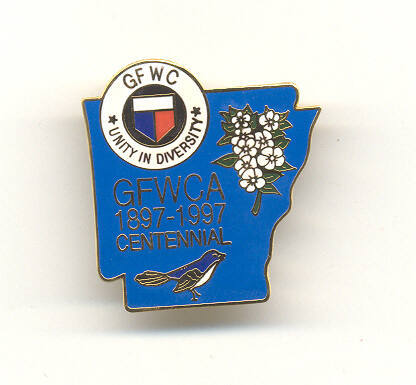 GFWC
★ UNITY IN DIVERSITY ★
GFWCA
1897-1997
CENTENNIAL